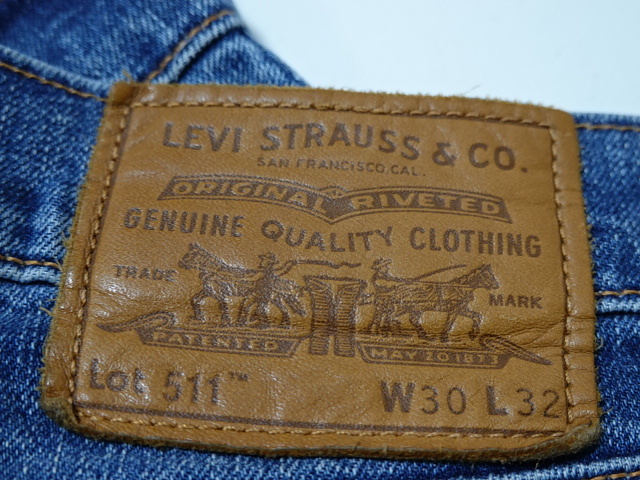 LEVI STRAUSS & CO.
SAN FRANCISCO, CAL.
ORIGINAL RIVETED
GENUINE QUALITY CLOTHING
TRADE MARK
PATENTED MAY 20 1873
Lot 511™ W30 L32